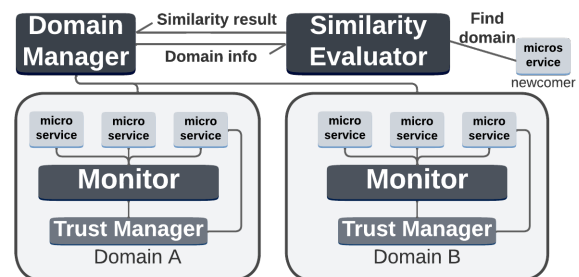 Domain
Manager
Similarity result
Domain info
Similarity
Evaluator
Find
domain
micros
ervice
newcomer
micro
service
micro
service
micro
service
Monitor
Trust Manager
Domain A
micro
service
micro
service
micro
service
Monitor
Trust Manager
Domain B